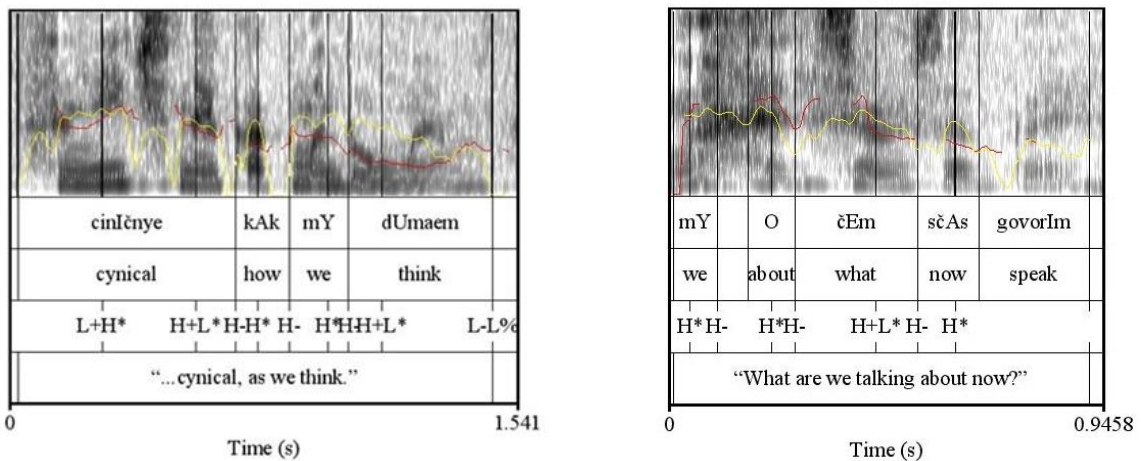 cinIčnye kAk mY dUmaem
cynical how we think
L+H* H+L* H-H* H- H*H-H+L* L-L%
“...cynical, as we think.”
0 1.541
Time (s)
mY O čEm sčAs govorIm
we about what now speak
H* H- H*H- H+L* H- H*
“What are we talking about now?”
0 0.9458
Time (s)